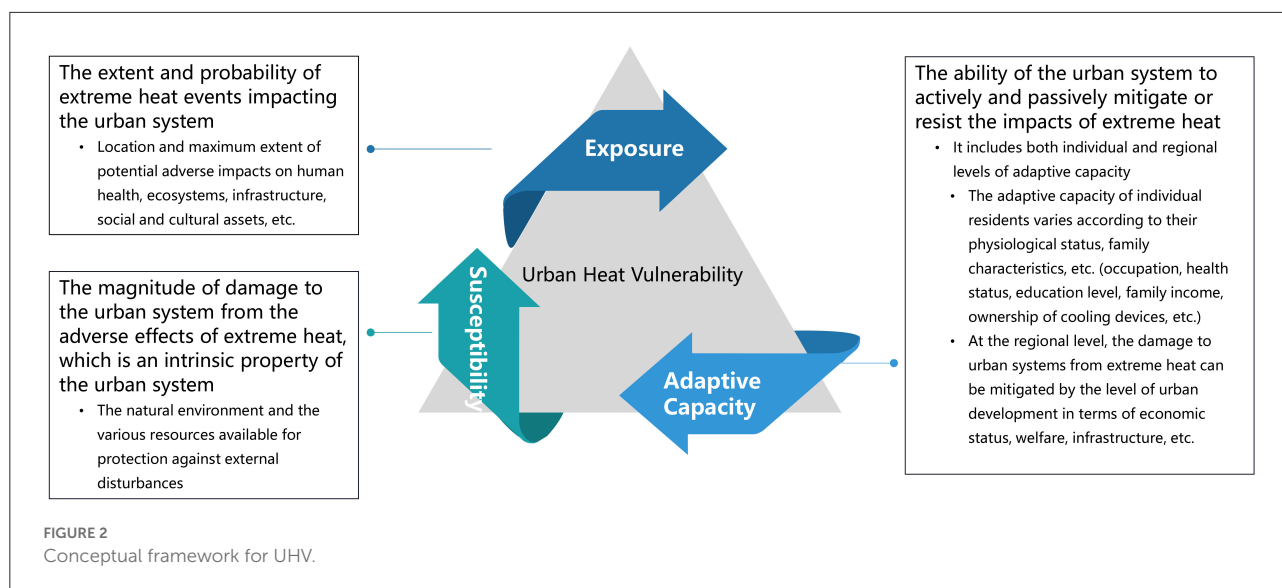 The extent and probability of
extreme heat events impacting
the urban system
• Location and maximum extent of
potential adverse impacts on human
health, ecosystems, infrastructure,
social and cultural assets, etc.
The magnitude of damage to
the urban system from the
adverse effects of extreme heat,
which is an intrinsic property of
the urban system
• The natural environment and the
various resources available for
protection against external
disturbances
Exposure
Urban Heat Vulnerability
Susceptibility
Adaptive
Capacity
The ability of the urban system to
actively and passively mitigate or
resist the impacts of extreme heat
• It includes both individual and regional
levels of adaptive capacity
• The adaptive capacity of individual
residents varies according to their
physiological status, family
characteristics, etc. (occupation, health
status, education level, family income,
ownership of cooling devices, etc.)
• At the regional level, the damage to
urban systems from extreme heat can
be mitigated by the level of urban
development in terms of economic
status, welfare, infrastructure, etc.
FIGURE 2
Conceptual framework for UHV.